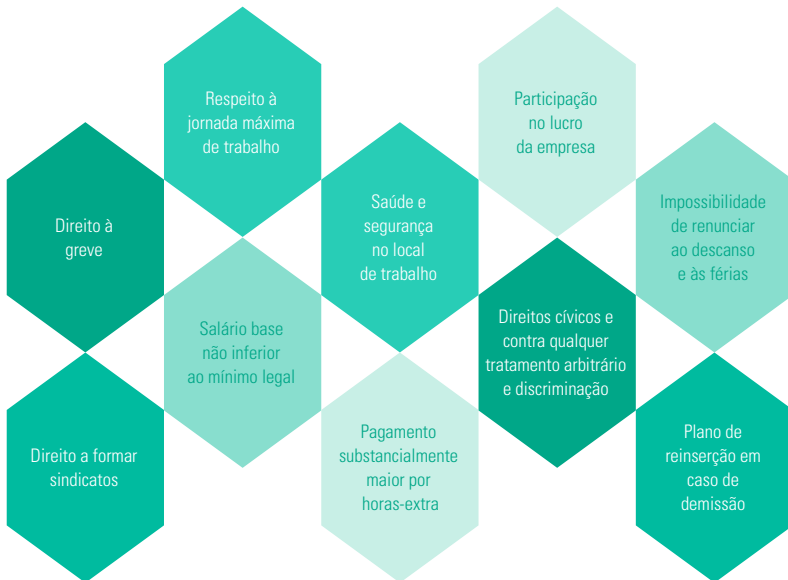 Respeito à
jornada máxima
de trabalho
Participação
no lucro
da empresa
Direito à
greve
Saúde e
segurança
no local
de trabalho
Impossibilidade
de renunciar
ao descanso
e às férias
Salário base
não inferior
ao mínimo legal
Direitos cívicos e
contra qualquer
tratamento arbitrário
e discriminação
Direito a formar
sindicatos
Pagamento
substancialmente
maior por
horas-extra
Plano de
reinserção em
caso de
demissão